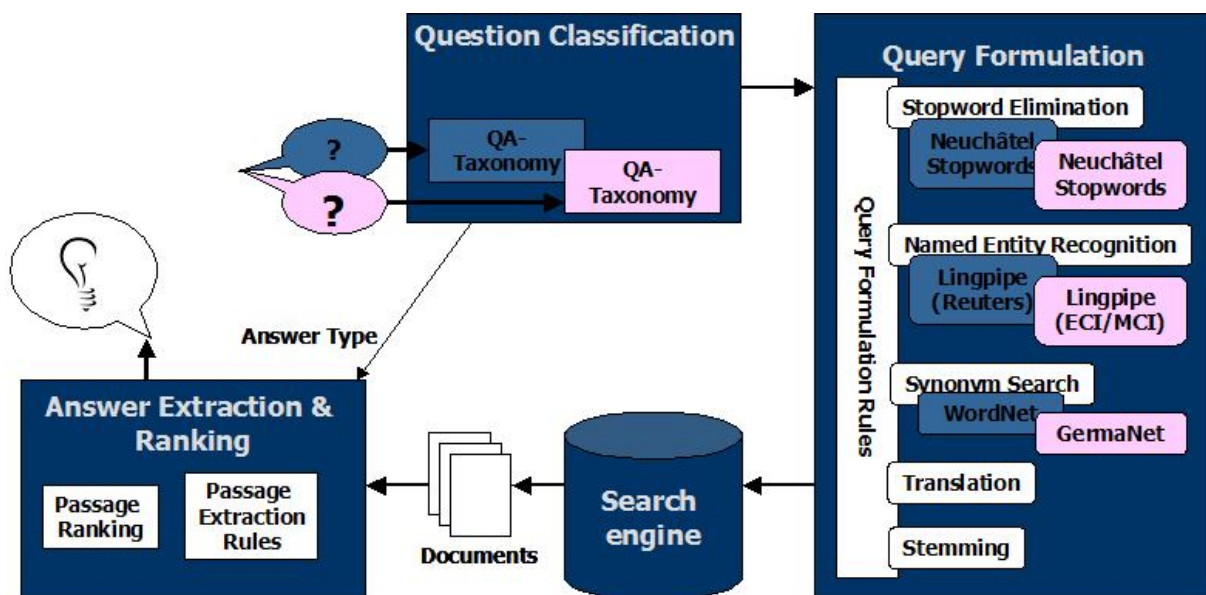 Question Classification
?
QA-
Taxonomy
?
QA-
Taxonomy
Query Formulation
Query Formulation Rules
Stopword Elimination
Neuchâtel
Stopwords
Neuchâtel
Stopwords
Named Entity Recognition
Lingpipe
(Reuters)
Lingpipe
(ECI/MCI)
Synonym Search
WordNet
GermaNet
Translation
Stemming
Search
engine
Documents
Answer Type
Answer Extraction &
Ranking
Passage
Ranking
Passage
Extraction
Rules